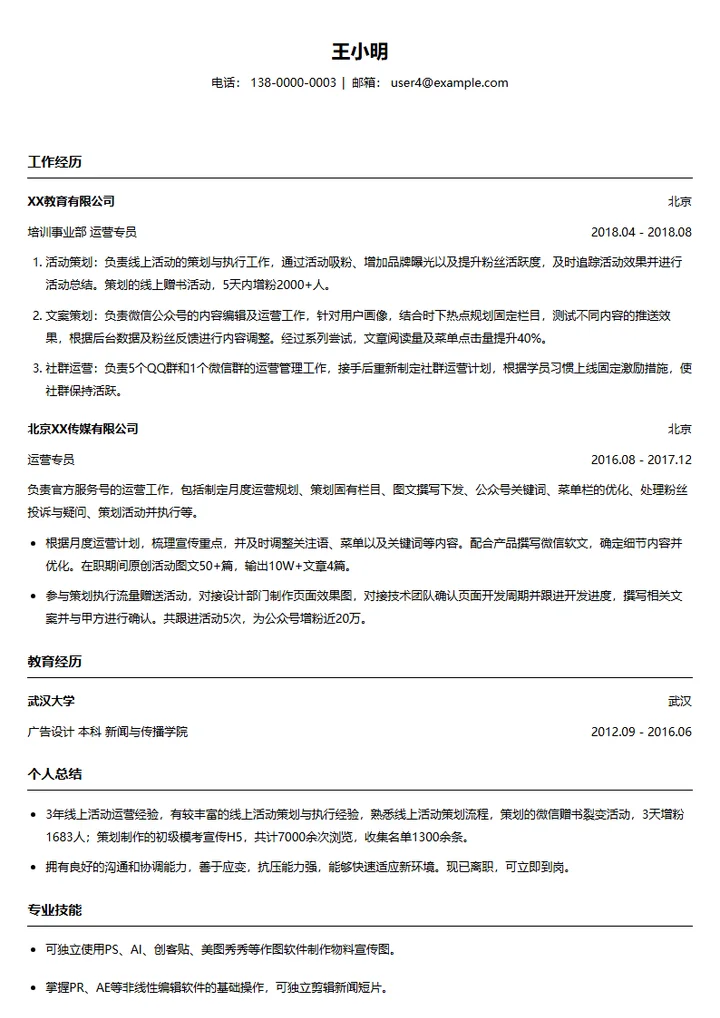 王小明
电话： 138-0000-0003 | 邮箱： user4@example.com
工作经历
XX教育有限公司 北京
培训事业部 运营专员 2018.04 - 2018.08
1. 活动策划：负责线上活动的策划与执行工作，通过活动吸粉、增加品牌曝光以及提升粉丝活跃度，及时追踪活动效果并进行
活动总结。策划的线上赠书活动，5天内增粉2000+人。
2. 文案策划：负责微信公众号的内容编辑及运营工作，针对用户画像，结合时下热点规划固定栏目，测试不同内容的推送效
果，根据后台数据及粉丝反馈进行内容调整。经过系列尝试，文章阅读量及菜单点击量提升40%。
3. 社群运营：负责5个QQ群和1个微信群的运营管理工作，接手后重新制定社群运营计划，根据学员习惯上线固定激励措施，使
社群保持活跃。
北京XX传媒有限公司 北京
运营专员 2016.08 - 2017.12
负责官方服务号的运营工作，包括制定月度运营规划、策划固有栏目、图文撰写下发、公众号关键词、菜单栏的优化、处理粉丝
投诉与疑问、策划活动并执行等。
• 根据月度运营计划，梳理宣传重点，并及时调整关注语、菜单以及关键词等内容。配合产品撰写微信软文，确定细节内容并
优化。在职期间原创活动图文50+篇，输出10W+文章4篇。
• 参与策划执行流量赠送活动，对接设计部门制作页面效果图，对接技术团队确认页面开发周期并跟进开发进度，撰写相关文
案并与甲方进行确认。共跟进活动5次，为公众号增粉近20万。
教育经历
武汉大学 武汉
广告设计 本科 新闻与传播学院 2012.09 - 2016.06
个人总结
• 3年线上活动运营经验，有较丰富的线上活动策划与执行经验，熟悉线上活动策划流程，策划的微信赠书裂变活动，3天增粉
1683人；策划制作的初级模考宣传H5，共计7000余次浏览，收集名单1300余条。
• 拥有良好的沟通和协调能力，善于应变，抗压能力强，能够快速适应新环境。现已离职，可立即到岗。
专业技能
• 可独立使用PS、AI、创客贴、美图秀秀等作图软件制作物料宣传图。
• 掌握PR、AE等非线性编辑软件的基础操作，可独立剪辑新闻短片。